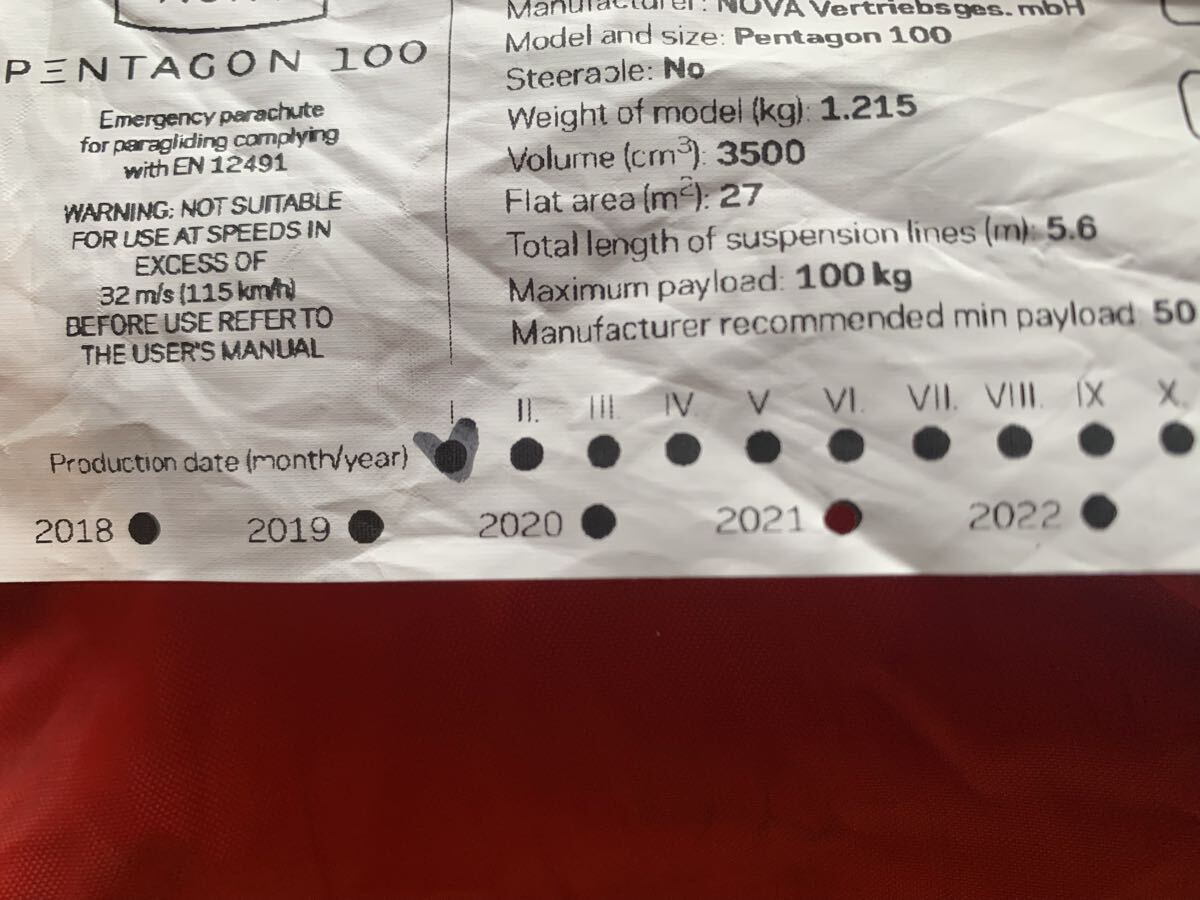 PENTAGON 100
Emergency parachute
for paragliding complying
with EN 12491
WARNING: NOT SUITABLE
FOR USE AT SPEEDS IN
EXCESS OF
32 m/s (115 km/h)
BEFORE USE REFER TO
THE USER'S MANUAL
Manufacturer: NOVA Vertriebsges. mbH
Model and size: Pentagon 100
Steerable: No
Weight of model (kg): 1.215
Volume (cm³): 3500
Flat area (m²): 27
Total length of suspension lines (m): 5.6
Maximum payload: 100 kg
Manufacturer recommended min payload: 50
I II. III. IV. V VI. VII. VIII. IX X.
Production date (month/year)
2018 2019 2020 2021 2022